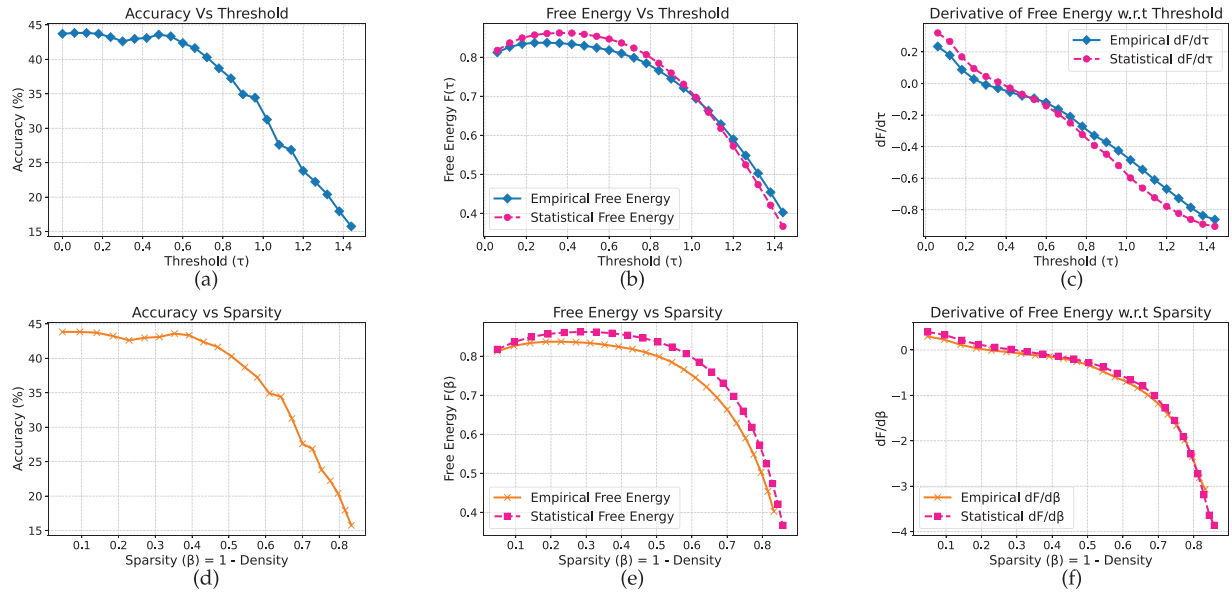 Accuracy Vs Threshold
45
40
35
30
25
20
15
Accuracy (%)
0.0 0.2 0.4 0.6 0.8 1.0 1.2 1.4
Threshold (τ)
(a)
Free Energy Vs Threshold
0.8
0.7
0.6
0.5
0.4
Free Energy F(τ)
Empirical Free Energy
Statistical Free Energy
0.0 0.2 0.4 0.6 0.8 1.0 1.2 1.4
Threshold (τ)
(b)
Derivative of Free Energy w.r.t Threshold
Empirical dF/dτ
Statistical dF/dτ
0.2
0.0
−0.2
−0.4
−0.6
−0.8
dF/dτ
0.0 0.2 0.4 0.6 0.8 1.0 1.2 1.4
Threshold (τ)
(c)
Accuracy vs Sparsity
45
40
35
30
25
20
15
Accuracy (%)
0.1 0.2 0.3 0.4 0.5 0.6 0.7 0.8
Sparsity (β) = 1 - Density
(d)
Free Energy vs Sparsity
0.8
0.7
0.6
0.5
0.4
Free Energy F(β)
Empirical Free Energy
Statistical Free Energy
0.1 0.2 0.3 0.4 0.5 0.6 0.7 0.8
Sparsity (β) = 1 - Density
(e)
Derivative of Free Energy w.r.t Sparsity
0
−1
−2
−3
−4
dF/dβ
Empirical dF/dβ
Statistical dF/dβ
0.1 0.2 0.3 0.4 0.5 0.6 0.7 0.8
Sparsity (β) = 1 - Density
(f)